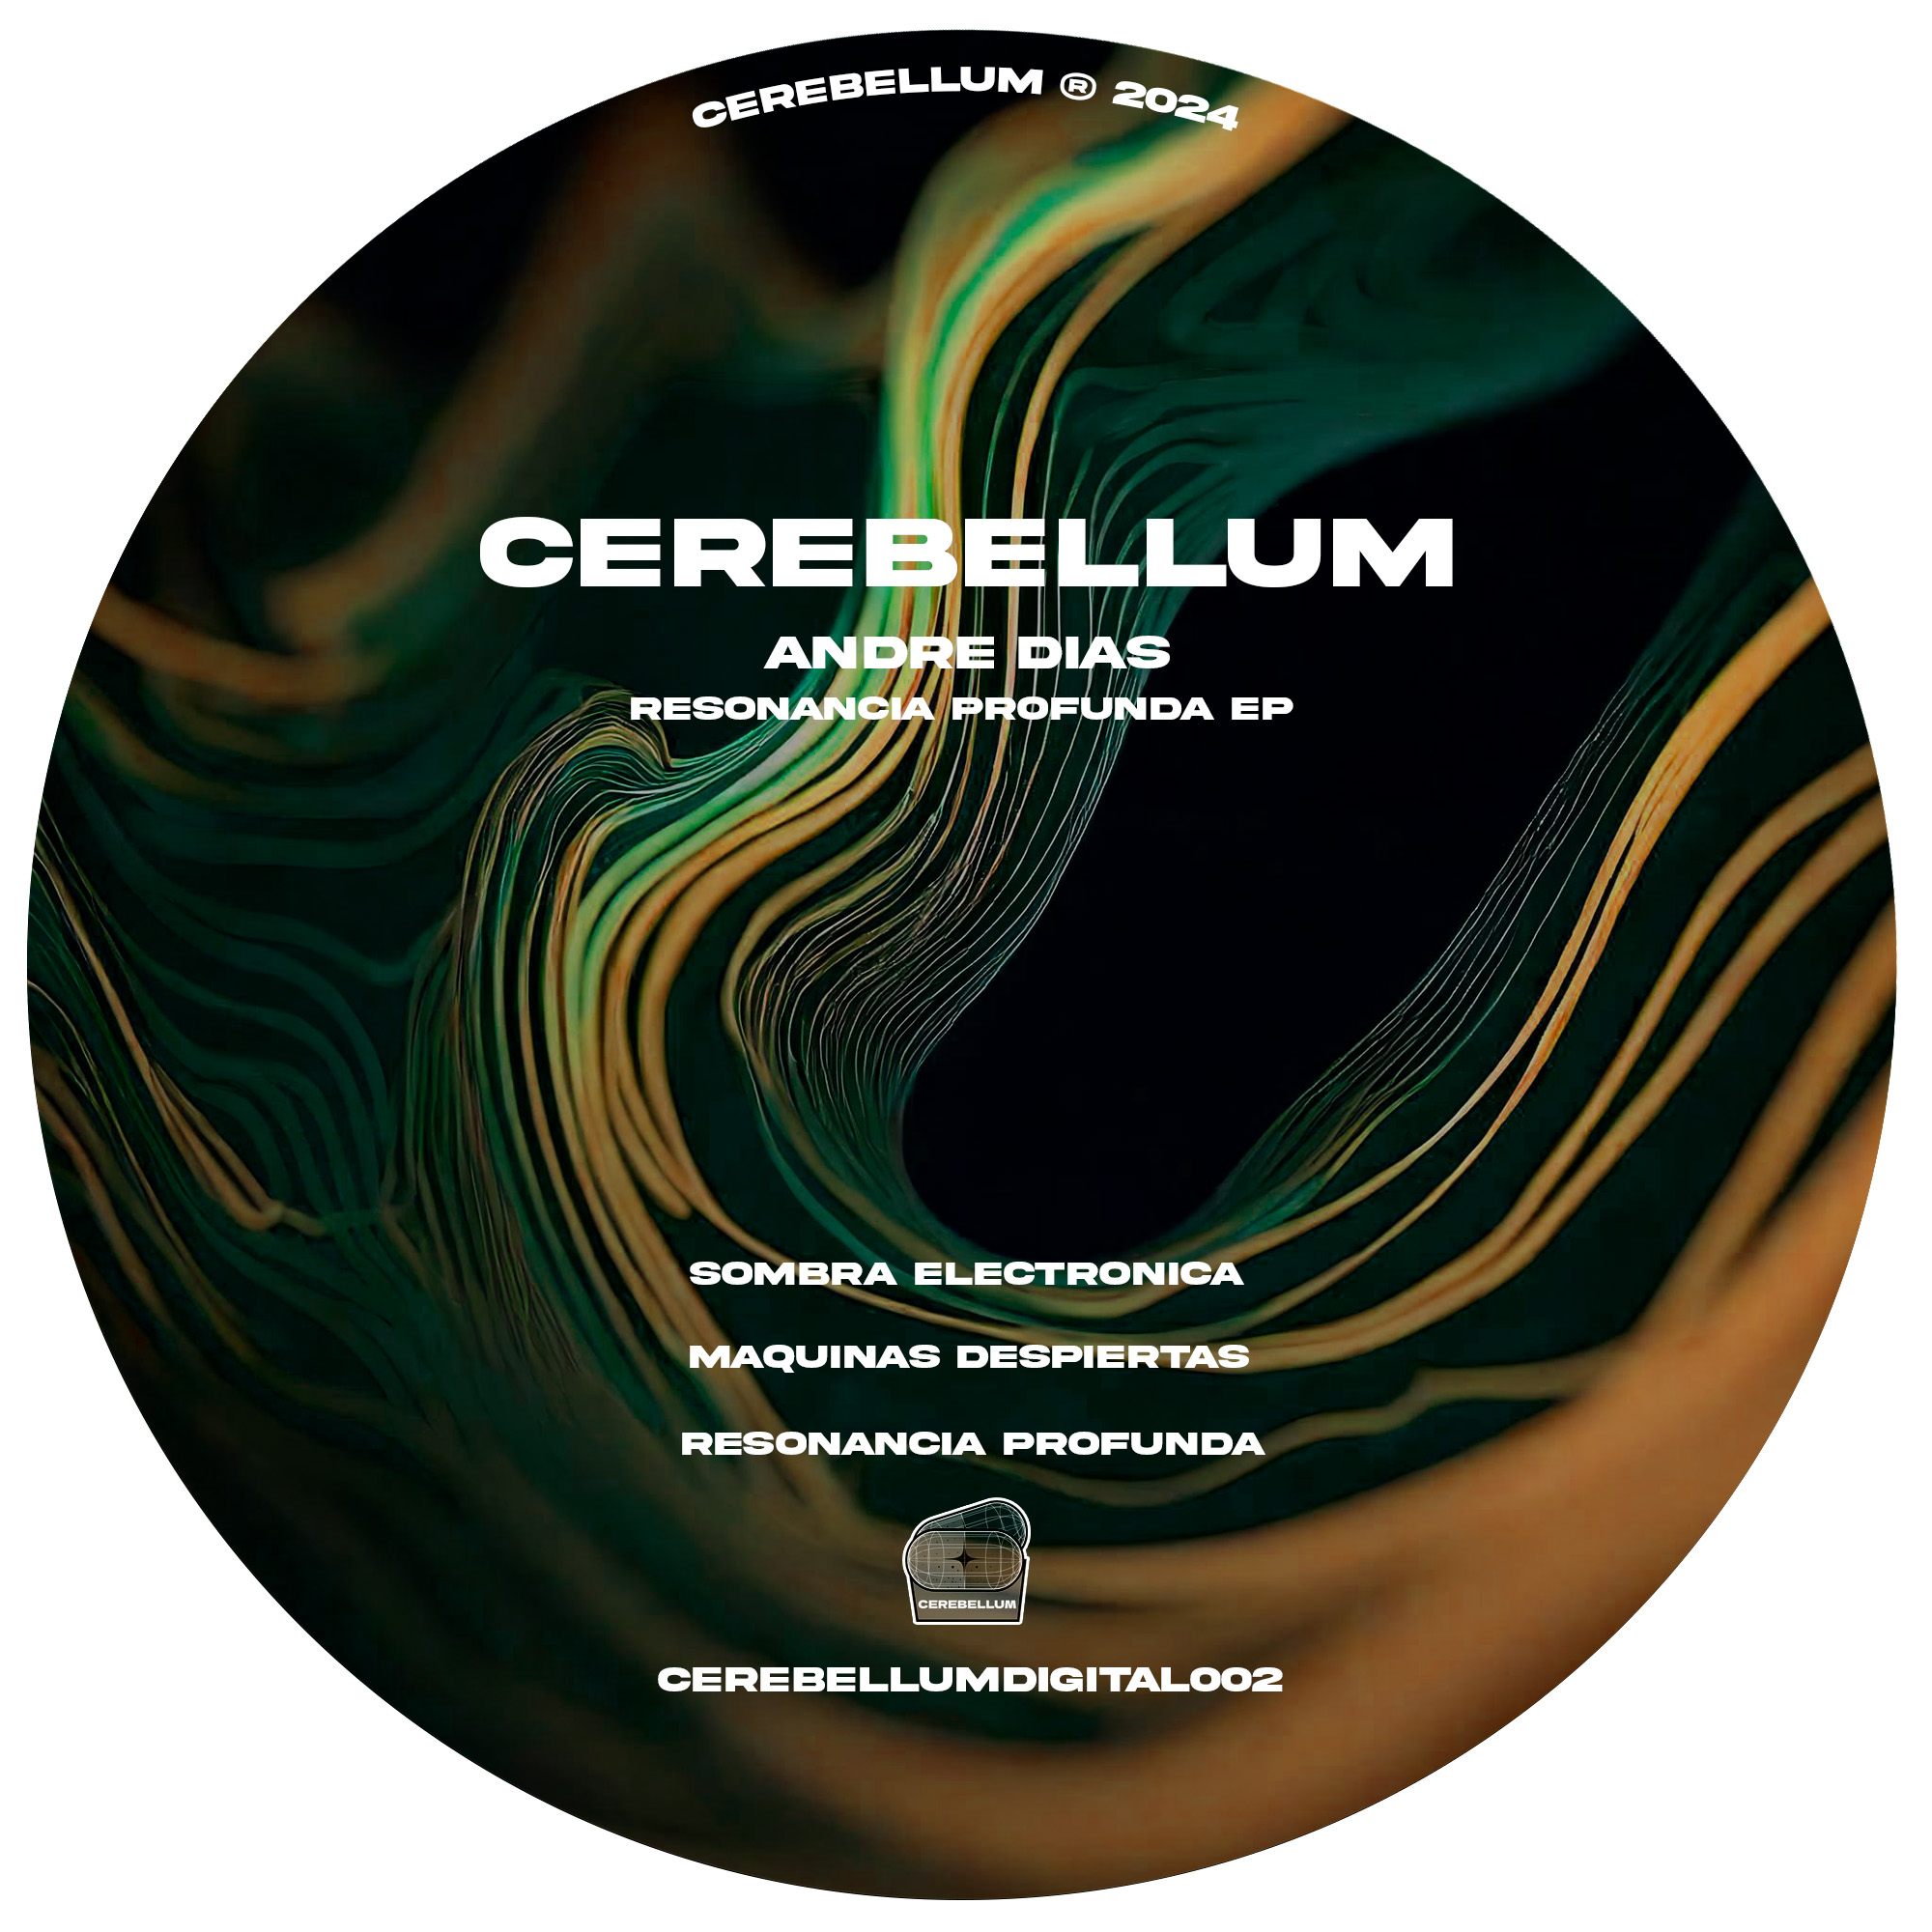 CEREBELLUM ® 2024
CEREBELLUM
ANDRE DIAS
RESONANCIA PROFUNDA EP
SOMBRA ELECTRONICA
MAQUINAS DESPIERTAS
RESONANCIA PROFUNDA
CEREBELLUM
CEREBELLUMDIGITAL002